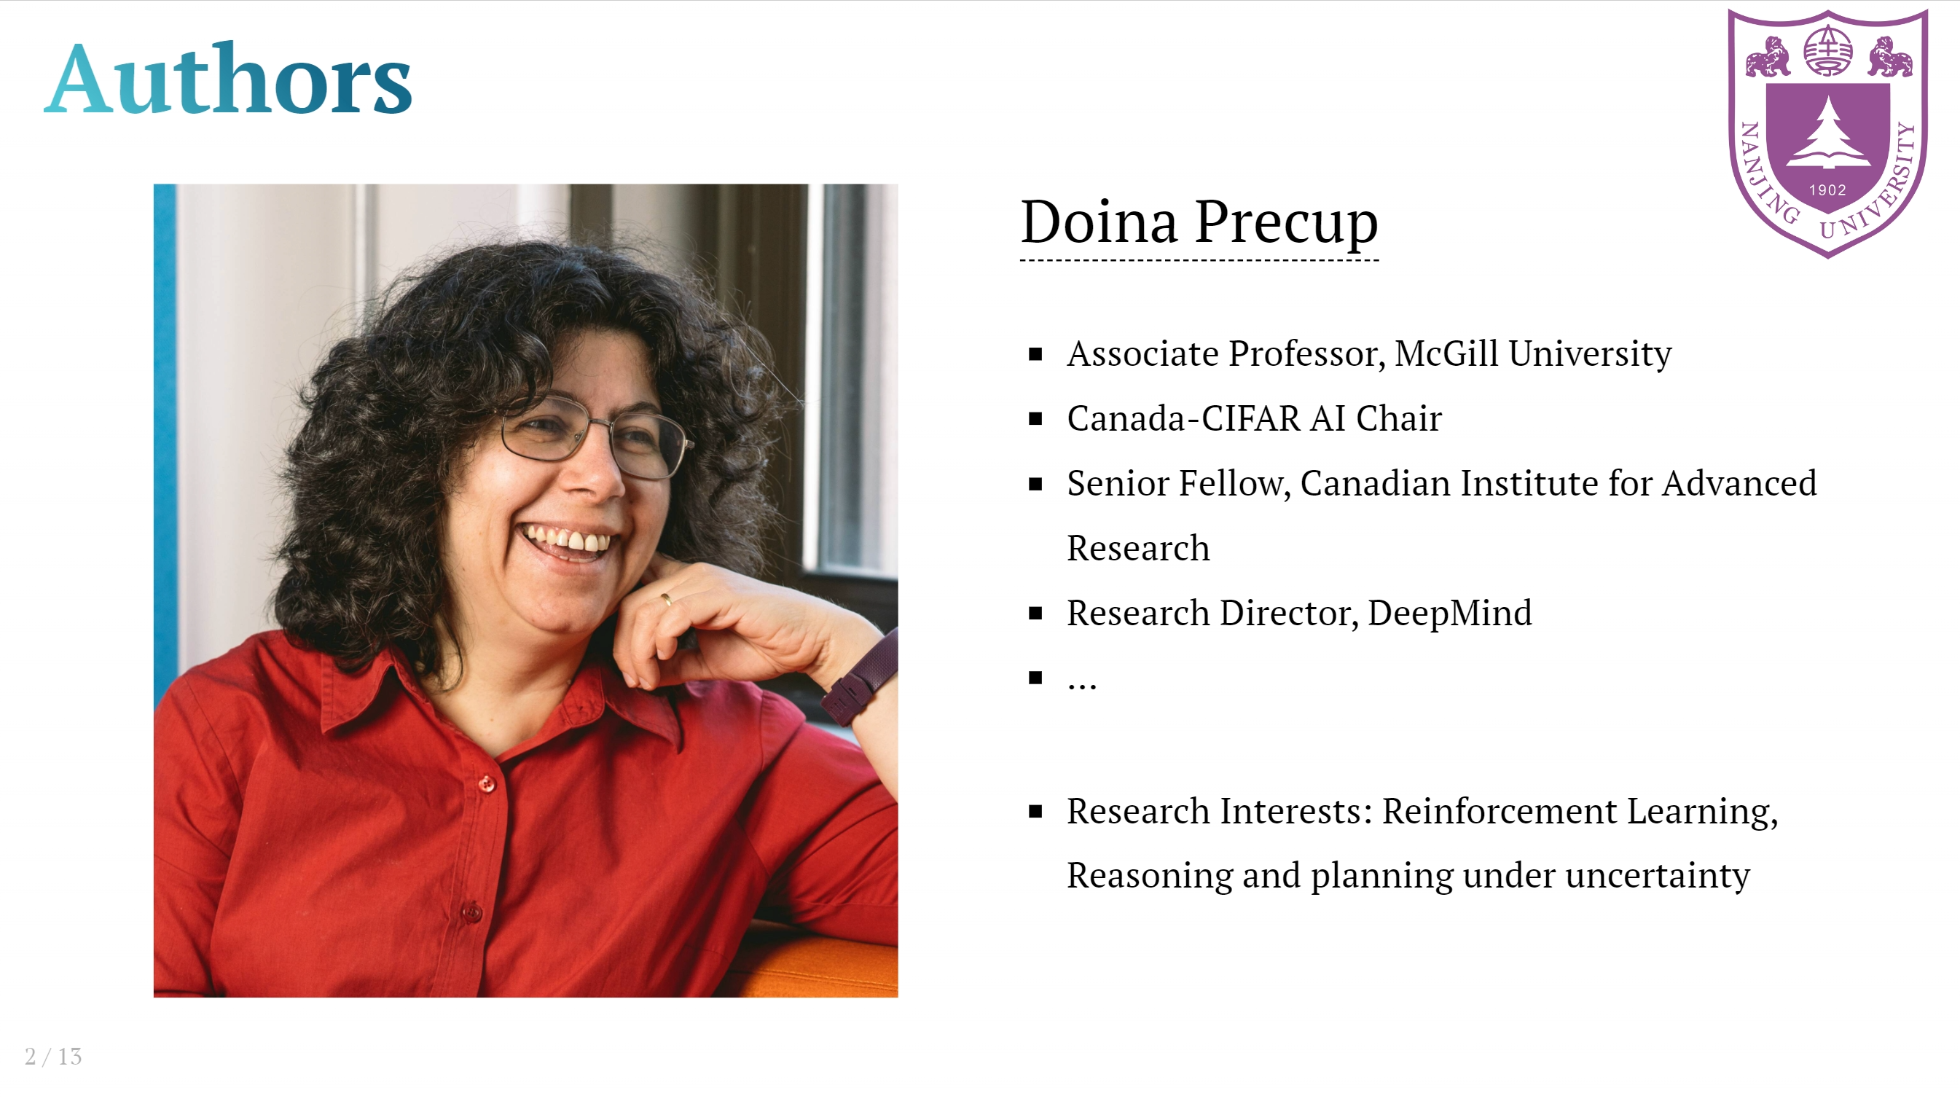 Authors
NANJING UNIVERSITY
1902
Doina Precup
▪ Associate Professor, McGill University
▪ Canada-CIFAR AI Chair
▪ Senior Fellow, Canadian Institute for Advanced
Research
▪ Research Director, DeepMind
▪ ...
▪ Research Interests: Reinforcement Learning,
Reasoning and planning under uncertainty
2 / 13